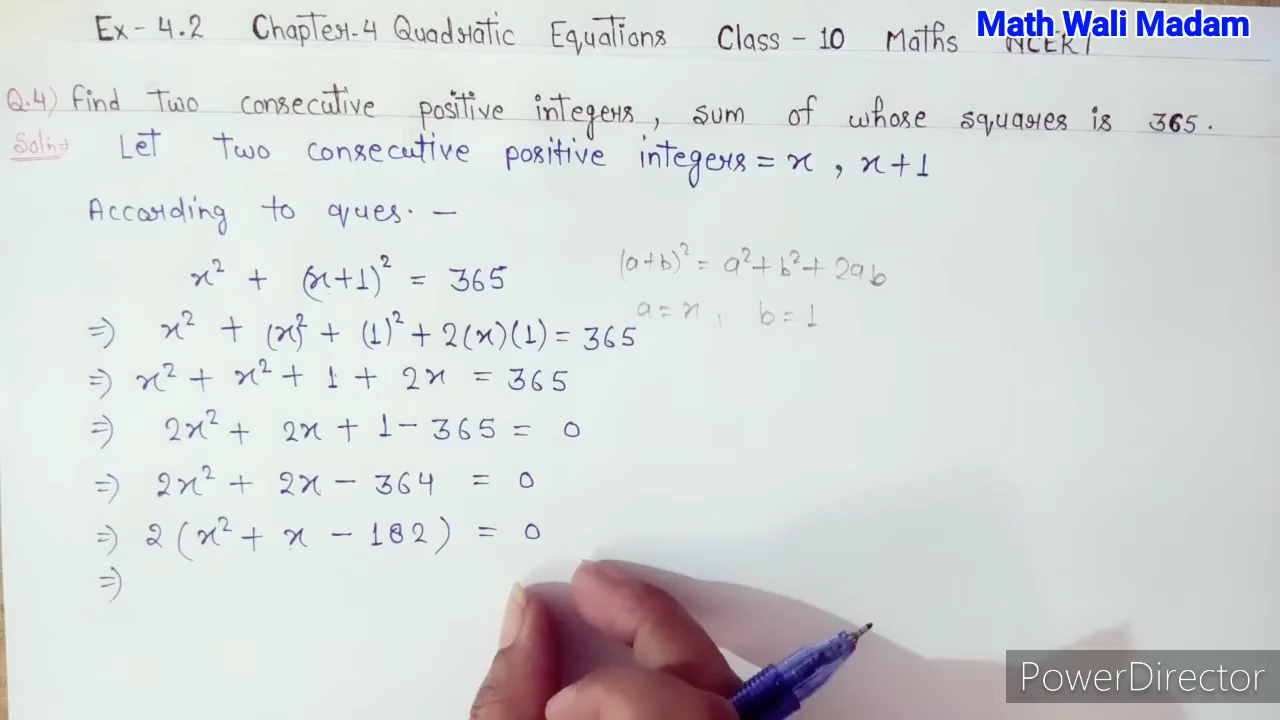 Ex - 4.2 Chapter-4 Quadratic Equations Class - 10 Maths NCERT
Math Wali Madam
Q.4) Find Two consecutive positive integers, sum of whose squares is 365.
Soln⇒ Let two consecutive positive integers = x, x+1
According to ques. —
x² + (x+1)² = 365
(a+b)² = a²+b²+2ab
a=x, b=1
⇒ x² + (x)² + (1)² + 2(x)(1) = 365
⇒ x² + x² + 1 + 2x = 365
⇒ 2x² + 2x + 1 - 365 = 0
⇒ 2x² + 2x - 364 = 0
⇒ 2(x² + x - 182) = 0
⇒
PowerDirector